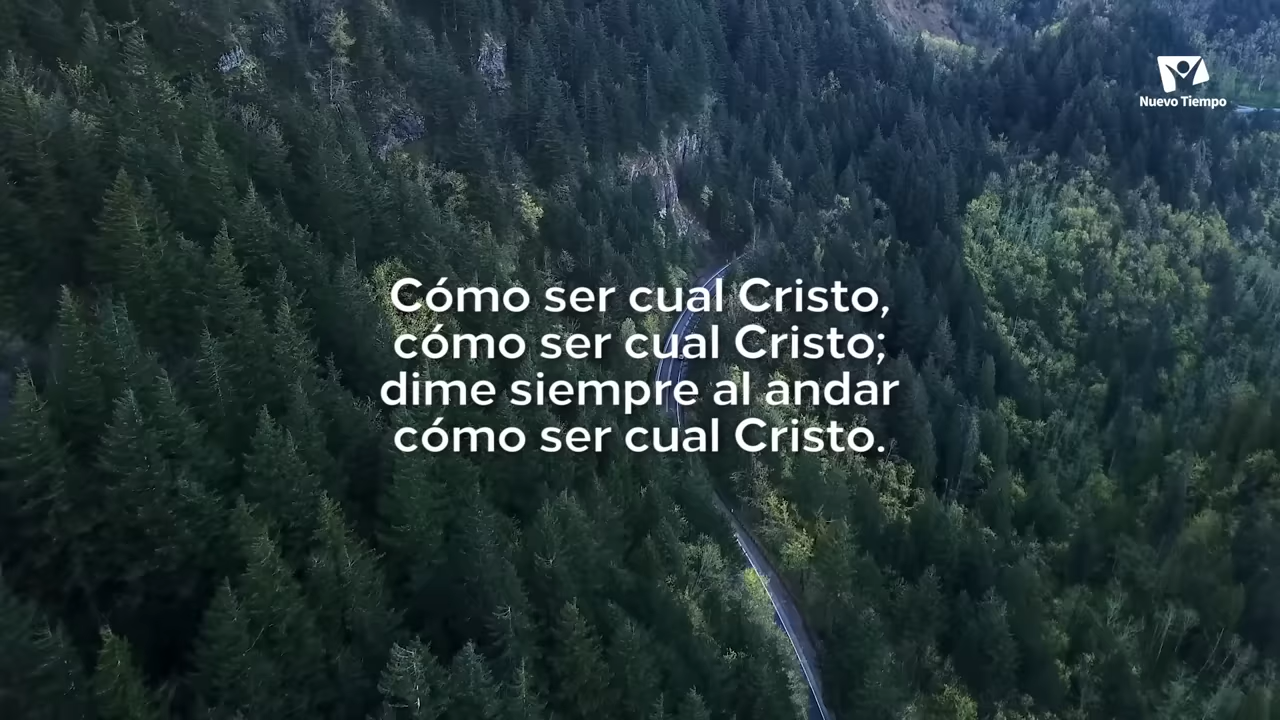 Nuevo Tiempo
Cómo ser cual Cristo,
cómo ser cual Cristo;
dime siempre al andar
cómo ser cual Cristo.